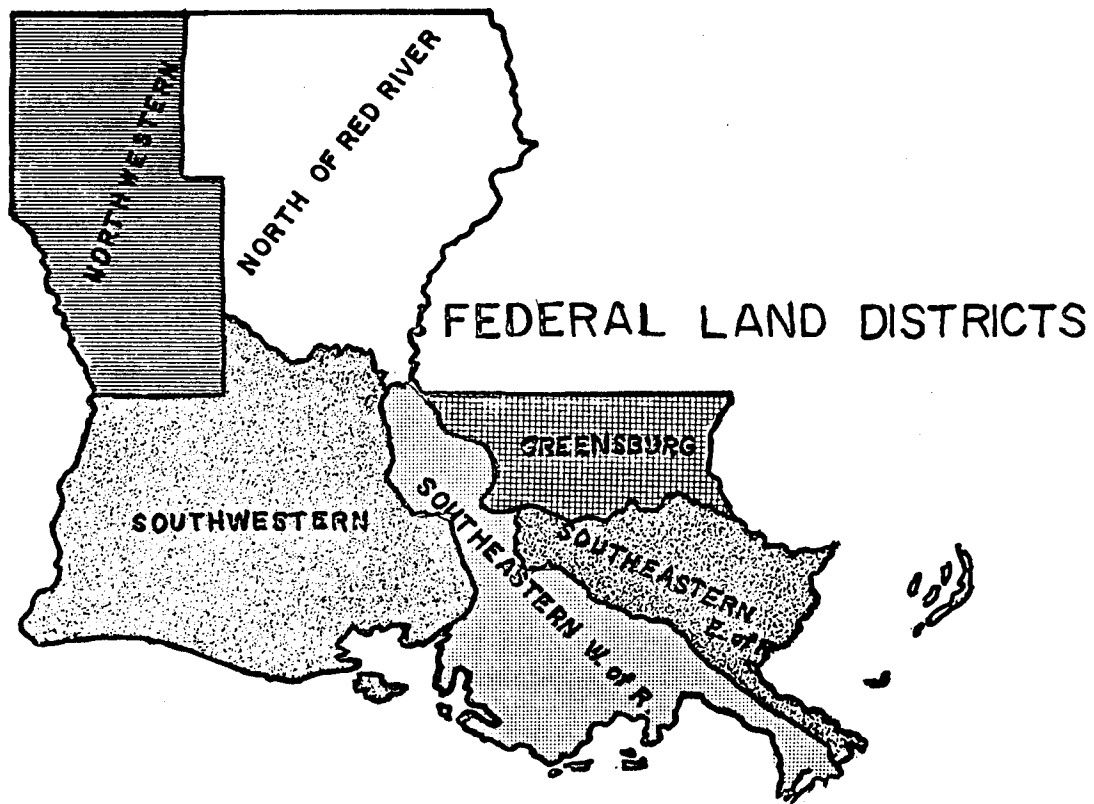 NORTHWESTERN
NORTH OF RED RIVER
FEDERAL LAND DISTRICTS
GREENSBURG
SOUTHWESTERN
SOUTHEASTERN W. of R.
SOUTHEASTERN
E. of R